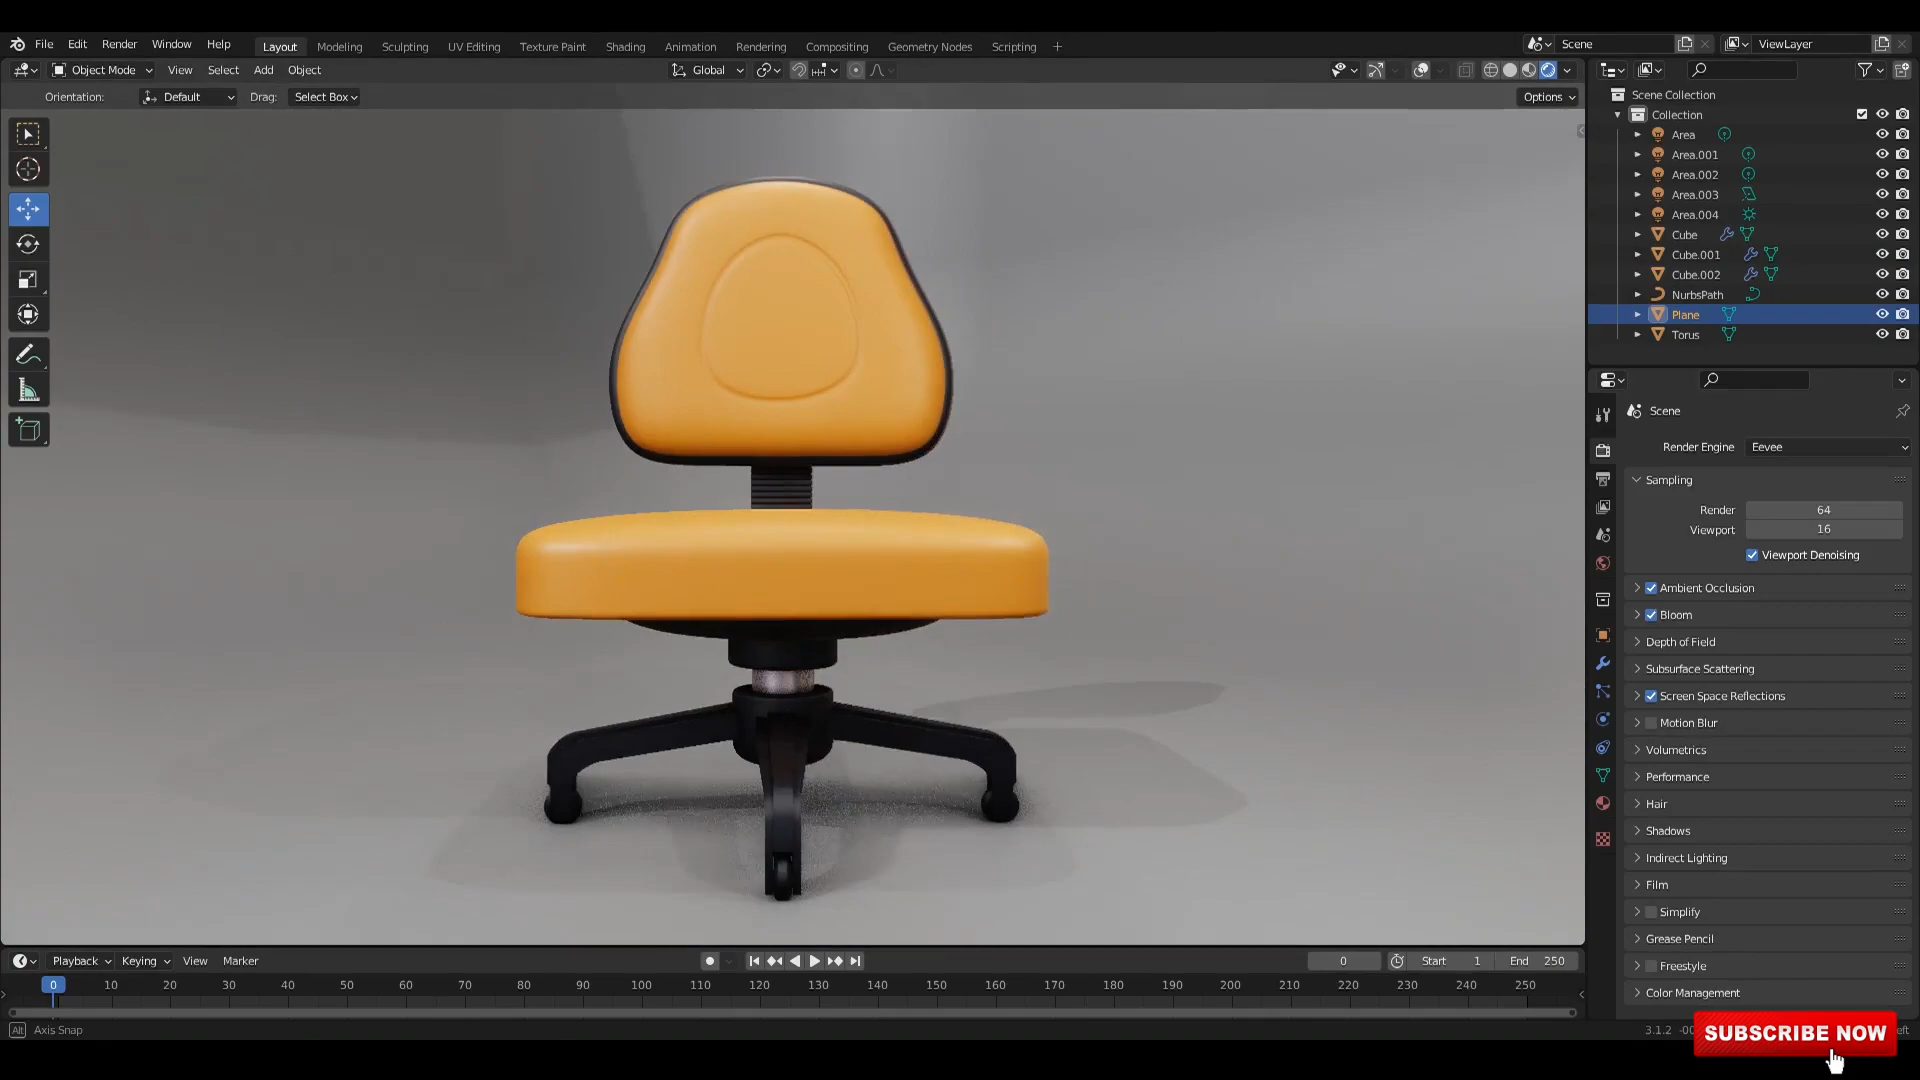 File Edit Render Window Help Layout Modeling Sculpting UV Editing Texture Paint Shading Animation Rendering Compositing Geometry Nodes Scripting + Scene ViewLayer
Object Mode View Select Add Object Global
Orientation: Default Drag: Select Box Options
Scene Collection
Collection
Area
Area.001
Area.002
Area.003
Area.004
Cube
Cube.001
Cube.002
NurbsPath
Plane
Torus
Scene
Render Engine Eevee
Sampling
Render 64
Viewport 16
Viewport Denoising
Ambient Occlusion
Bloom
Depth of Field
Subsurface Scattering
Screen Space Reflections
Motion Blur
Volumetrics
Performance
Hair
Shadows
Indirect Lighting
Film
Simplify
Grease Pencil
Freestyle
Color Management
Playback Keying View Marker 0 Start 1 End 250
0 10 20 30 40 50 60 70 80 90 100 110 120 130 140 150 160 170 180 190 200 210 220 230 240 250
Alt Axis Snap 3.1.2
SUBSCRIBE NOW